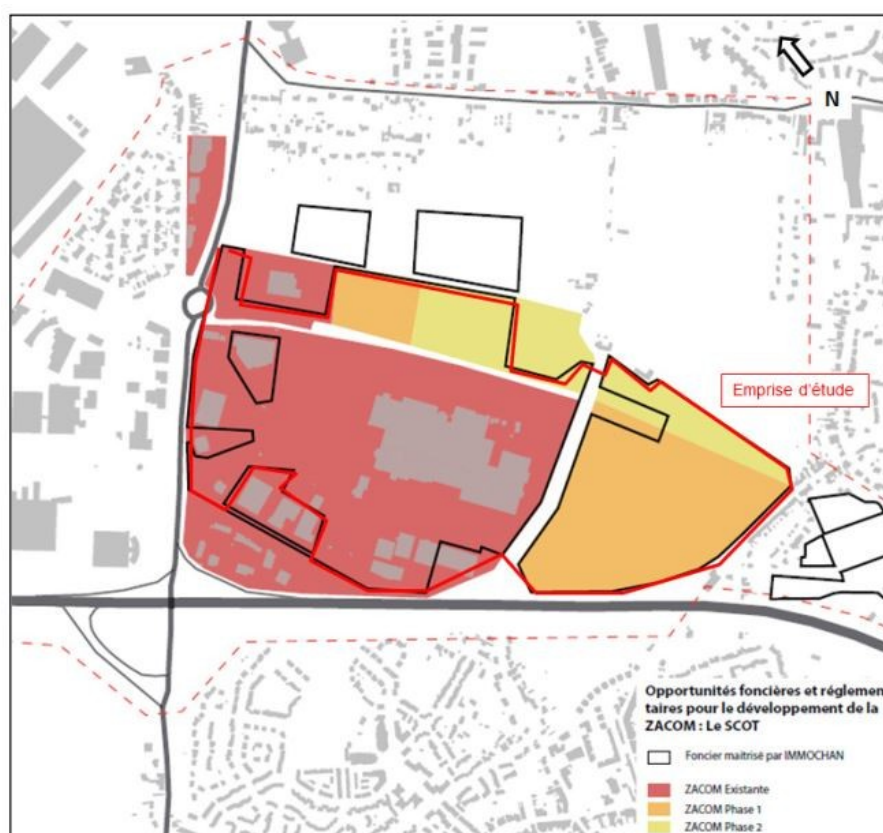 N
Emprise d'étude
Opportunités foncières et réglemen
taires pour le développement de la
ZACOM : Le SCOT
Foncier maitrisé par IMMOCHAN
ZACOM Existante
ZACOM Phase 1
ZACOM Phase 2